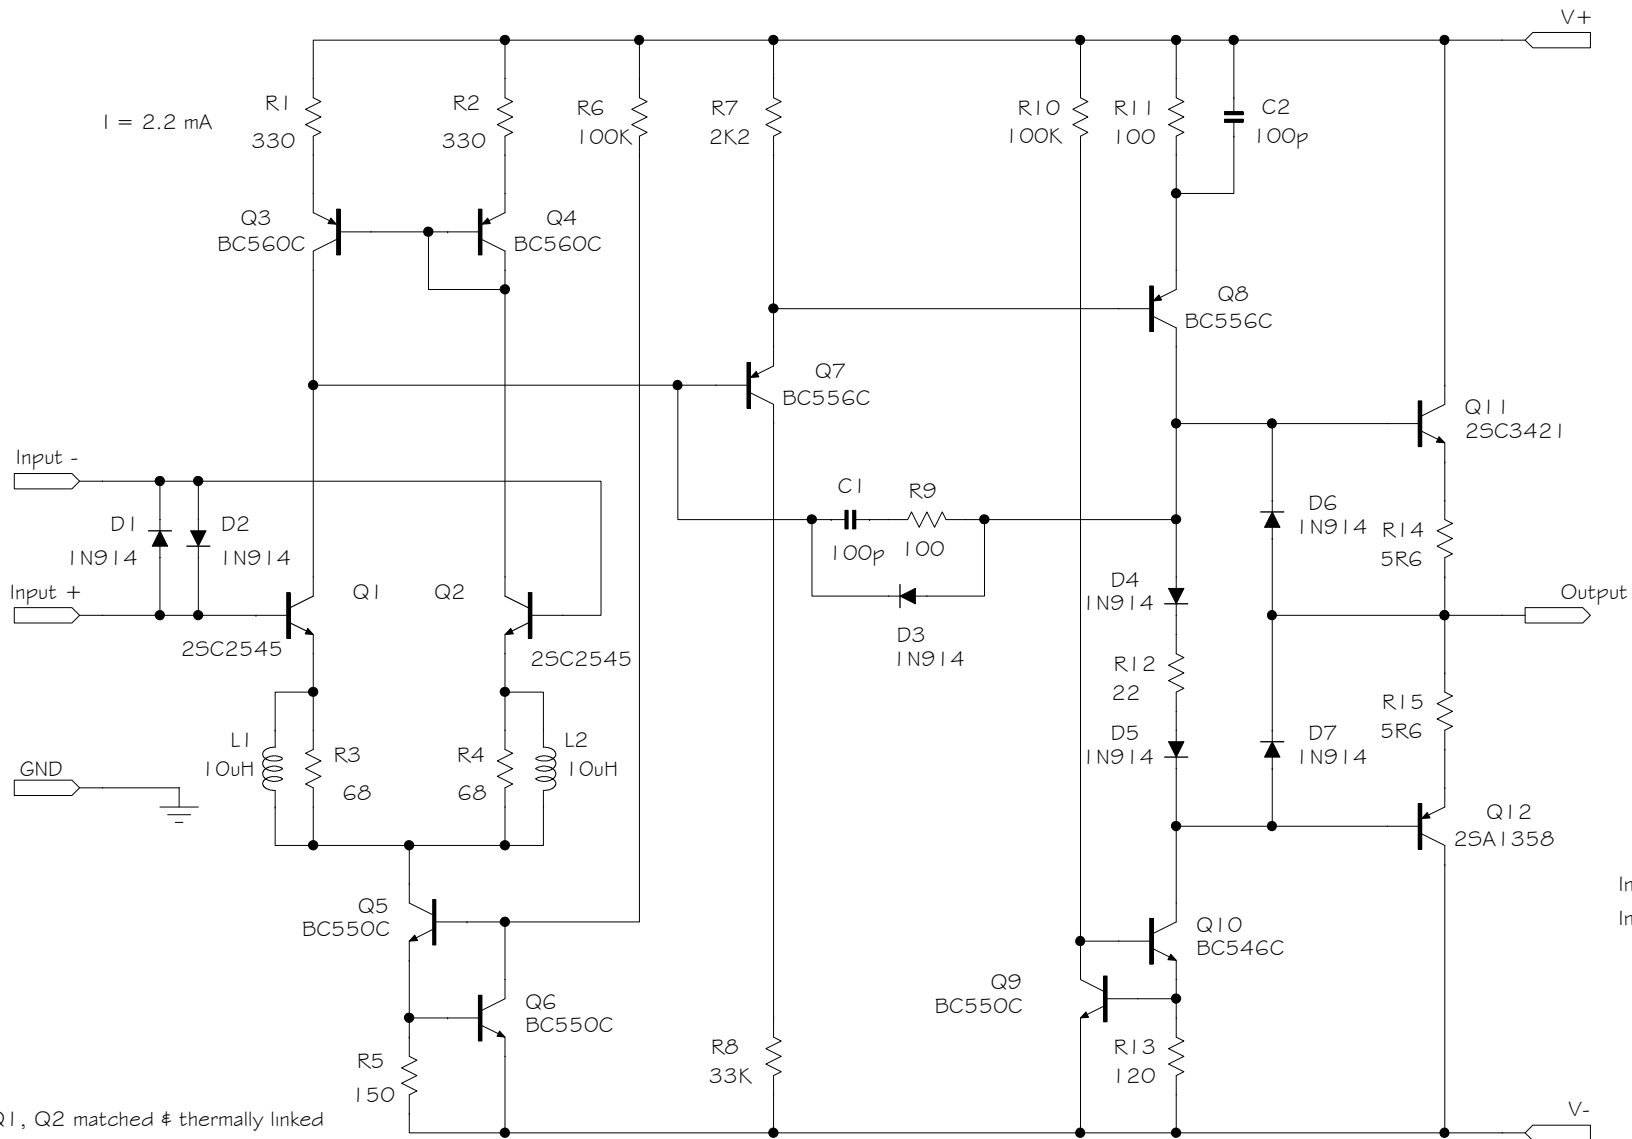 V+
R1
330
R2
330
R6
100K
R7
2K2
R10
100K
R11
100
C2
100p
I = 2.2 mA
Q3
BC560C
Q4
BC560C
Q8
BC556C
Q7
BC556C
Q11
2SC3421
Input -
D1
1N914
D2
1N914
C1
100p
R9
100
D6
1N914
R14
5R6
Input +
Q1
2SC2545
Q2
2SC2545
D3
1N914
D4
1N914
Output
R12
22
L1
10uH
R3
68
R4
68
L2
10uH
D5
1N914
D7
1N914
R15
5R6
GND
Q12
2SA1358
Q5
BC550C
Q10
BC546C
In
In
Q9
BC550C
Q6
BC550C
R5
150
R8
33K
R13
120
Q1, Q2 matched & thermally linked
V-